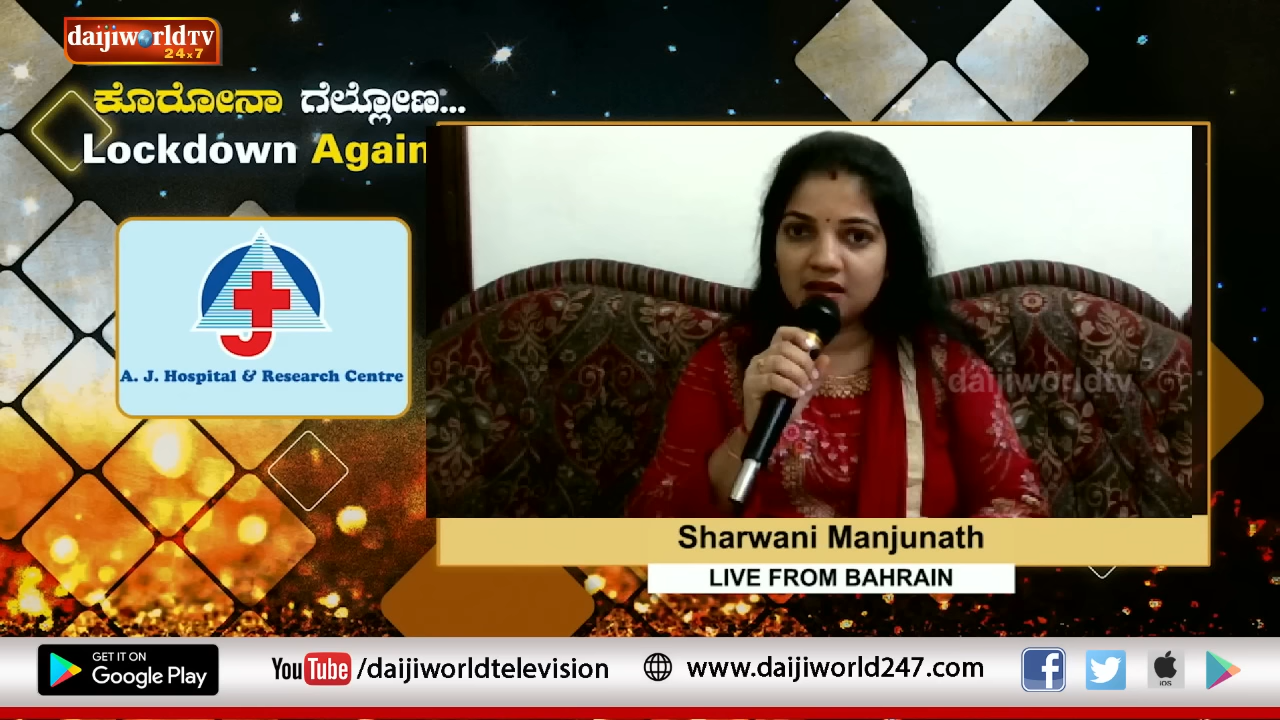 daijiworldTV
24x7
ಕೊರೋನಾ ಗೆಲ್ಲೋಣ...
Lockdown Again
A. J. Hospital & Research Centre
daijiworldtv
Sharwani Manjunath
LIVE FROM BAHRAIN
GET IT ON
Google Play
YouTube /daijiworldtelevision
www.daijiworld247.com
iOS